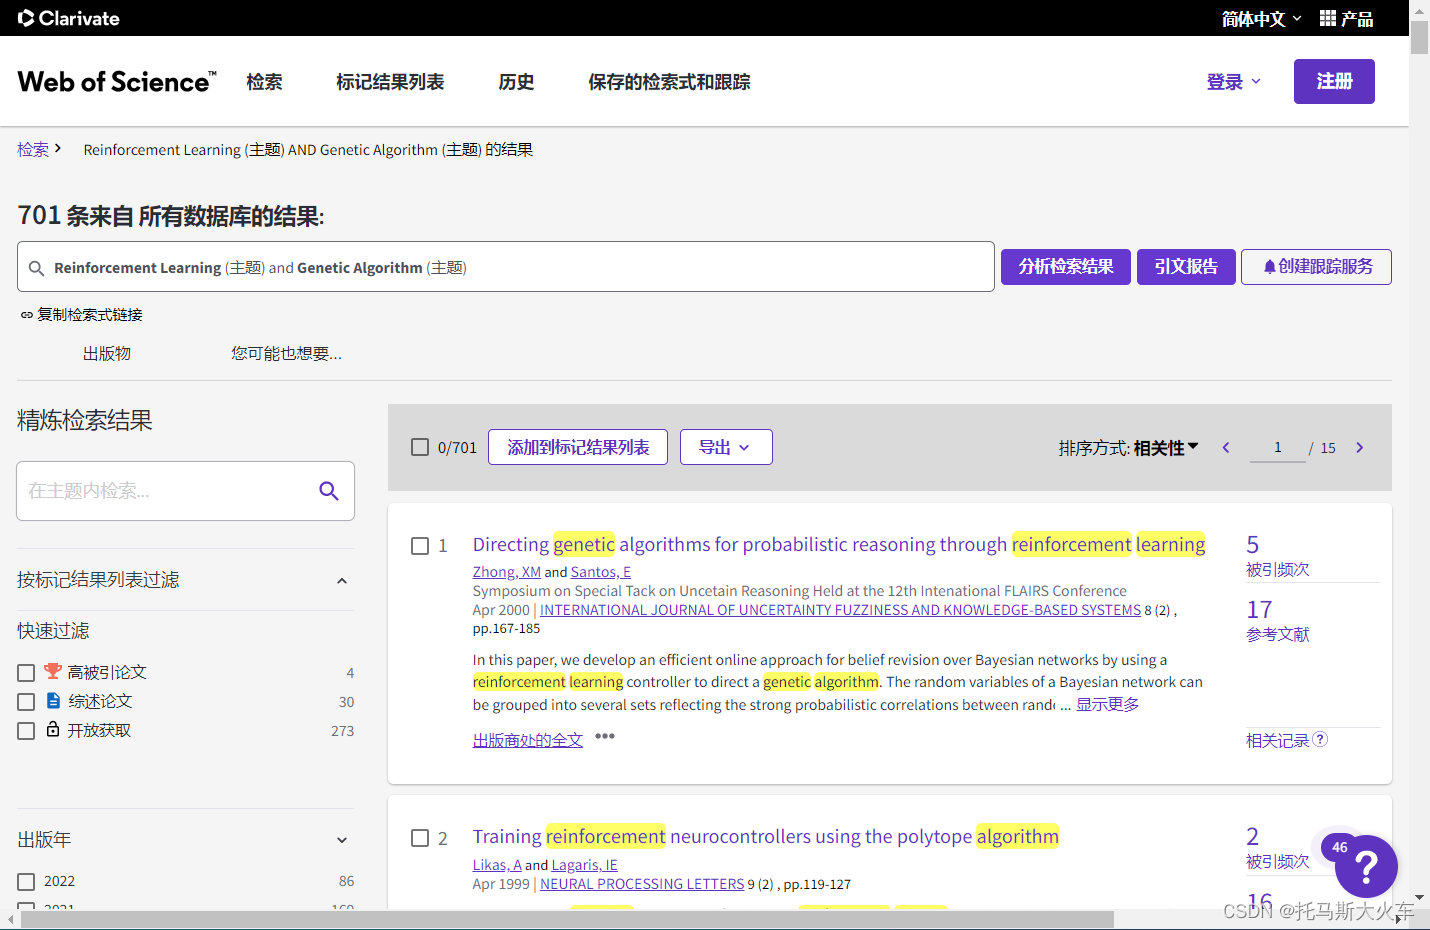 Clarivate
简体中文
产品
Web of Science™
检索
标记结果列表
历史
保存的检索式和跟踪
登录
注册
检索 > Reinforcement Learning (主题) AND Genetic Algorithm (主题) 的结果
701 条来自 所有数据库的结果:
Reinforcement Learning (主题) and Genetic Algorithm (主题)
分析检索结果
引文报告
创建跟踪服务
复制检索式链接
出版物
您可能也想要...
精炼检索结果
在主题内检索...
按标记结果列表过滤
快速过滤
高被引论文 4
综述论文 30
开放获取 273
出版年
2022 86
2021 160
0/701
添加到标记结果列表
导出
排序方式: 相关性
1 / 15
1
Directing genetic algorithms for probabilistic reasoning through reinforcement learning
Zhong, XM and Santos, E
Symposium on Special Tack on Uncetain Reasoning Held at the 12th Intenational FLAIRS Conference
Apr 2000 | INTERNATIONAL JOURNAL OF UNCERTAINTY FUZZINESS AND KNOWLEDGE-BASED SYSTEMS 8 (2) ,
pp.167-185
In this paper, we develop an efficient online approach for belief revision over Bayesian networks by using a
reinforcement learning controller to direct a genetic algorithm. The random variables of a Bayesian network can
be grouped into several sets reflecting the strong probabilistic correlations between rand ... 显示更多
出版商处的全文 •••
5
被引频次
17
参考文献
相关记录 ?
2
Training reinforcement neurocontrollers using the polytope algorithm
Likas, A and Lagaris, IE
Apr 1999 | NEURAL PROCESSING LETTERS 9 (2) , pp.119-127
2
被引频次
16
46
?
CSDN @托马斯大火车